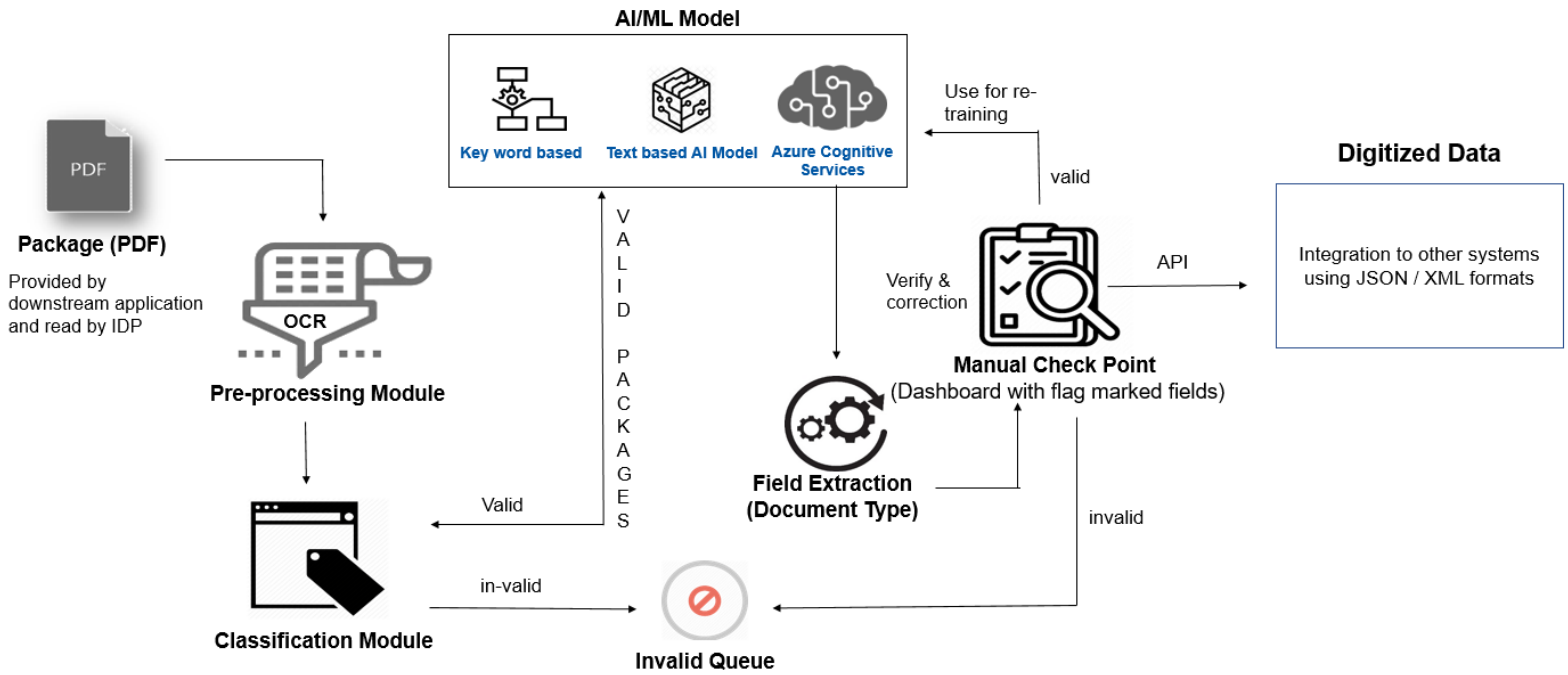 AI/ML Model
Key word based
Text based AI Model
Azure Cognitive
Services
Use for re-
training
valid
PDF
Package (PDF)
Provided by
downstream application
and read by IDP
OCR
Pre-processing Module
VALID PACKAGES
Digitized Data
Integration to other systems
using JSON / XML formats
API
Verify &
correction
Manual Check Point
(Dashboard with flag marked fields)
Field Extraction
(Document Type)
Valid
invalid
in-valid
Classification Module
Invalid Queue